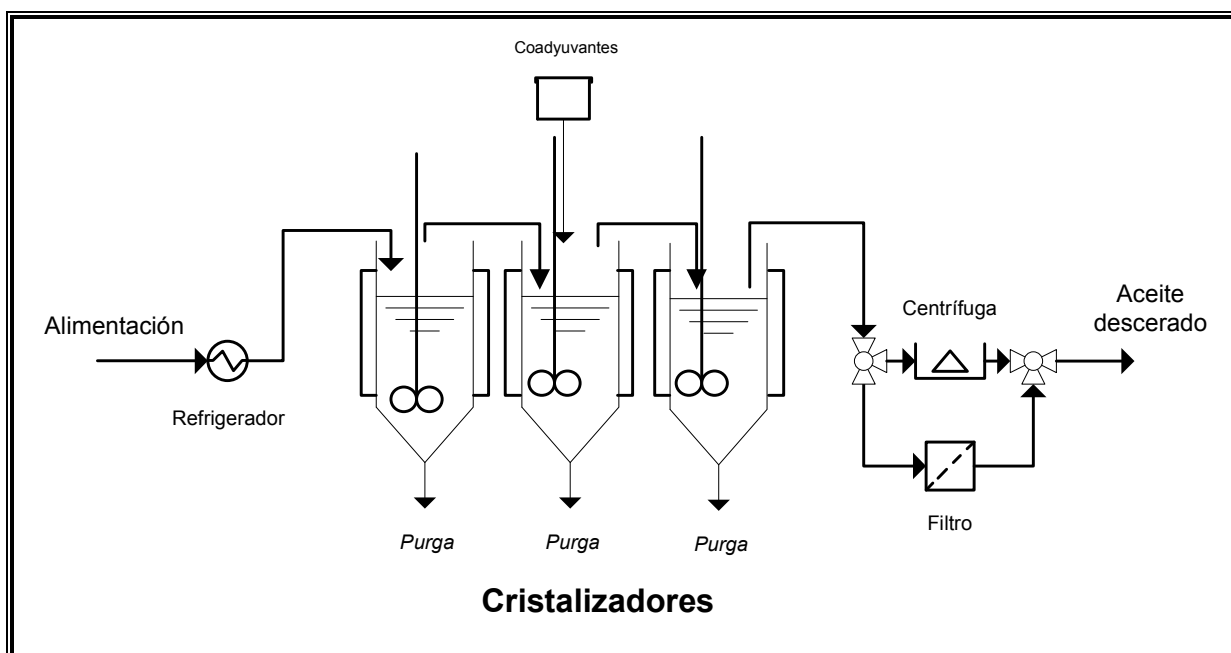 Coadyuvantes
Alimentación
Refrigerador
Centrífuga
Aceite
descerado
Filtro
Purga
Purga
Purga
Cristalizadores